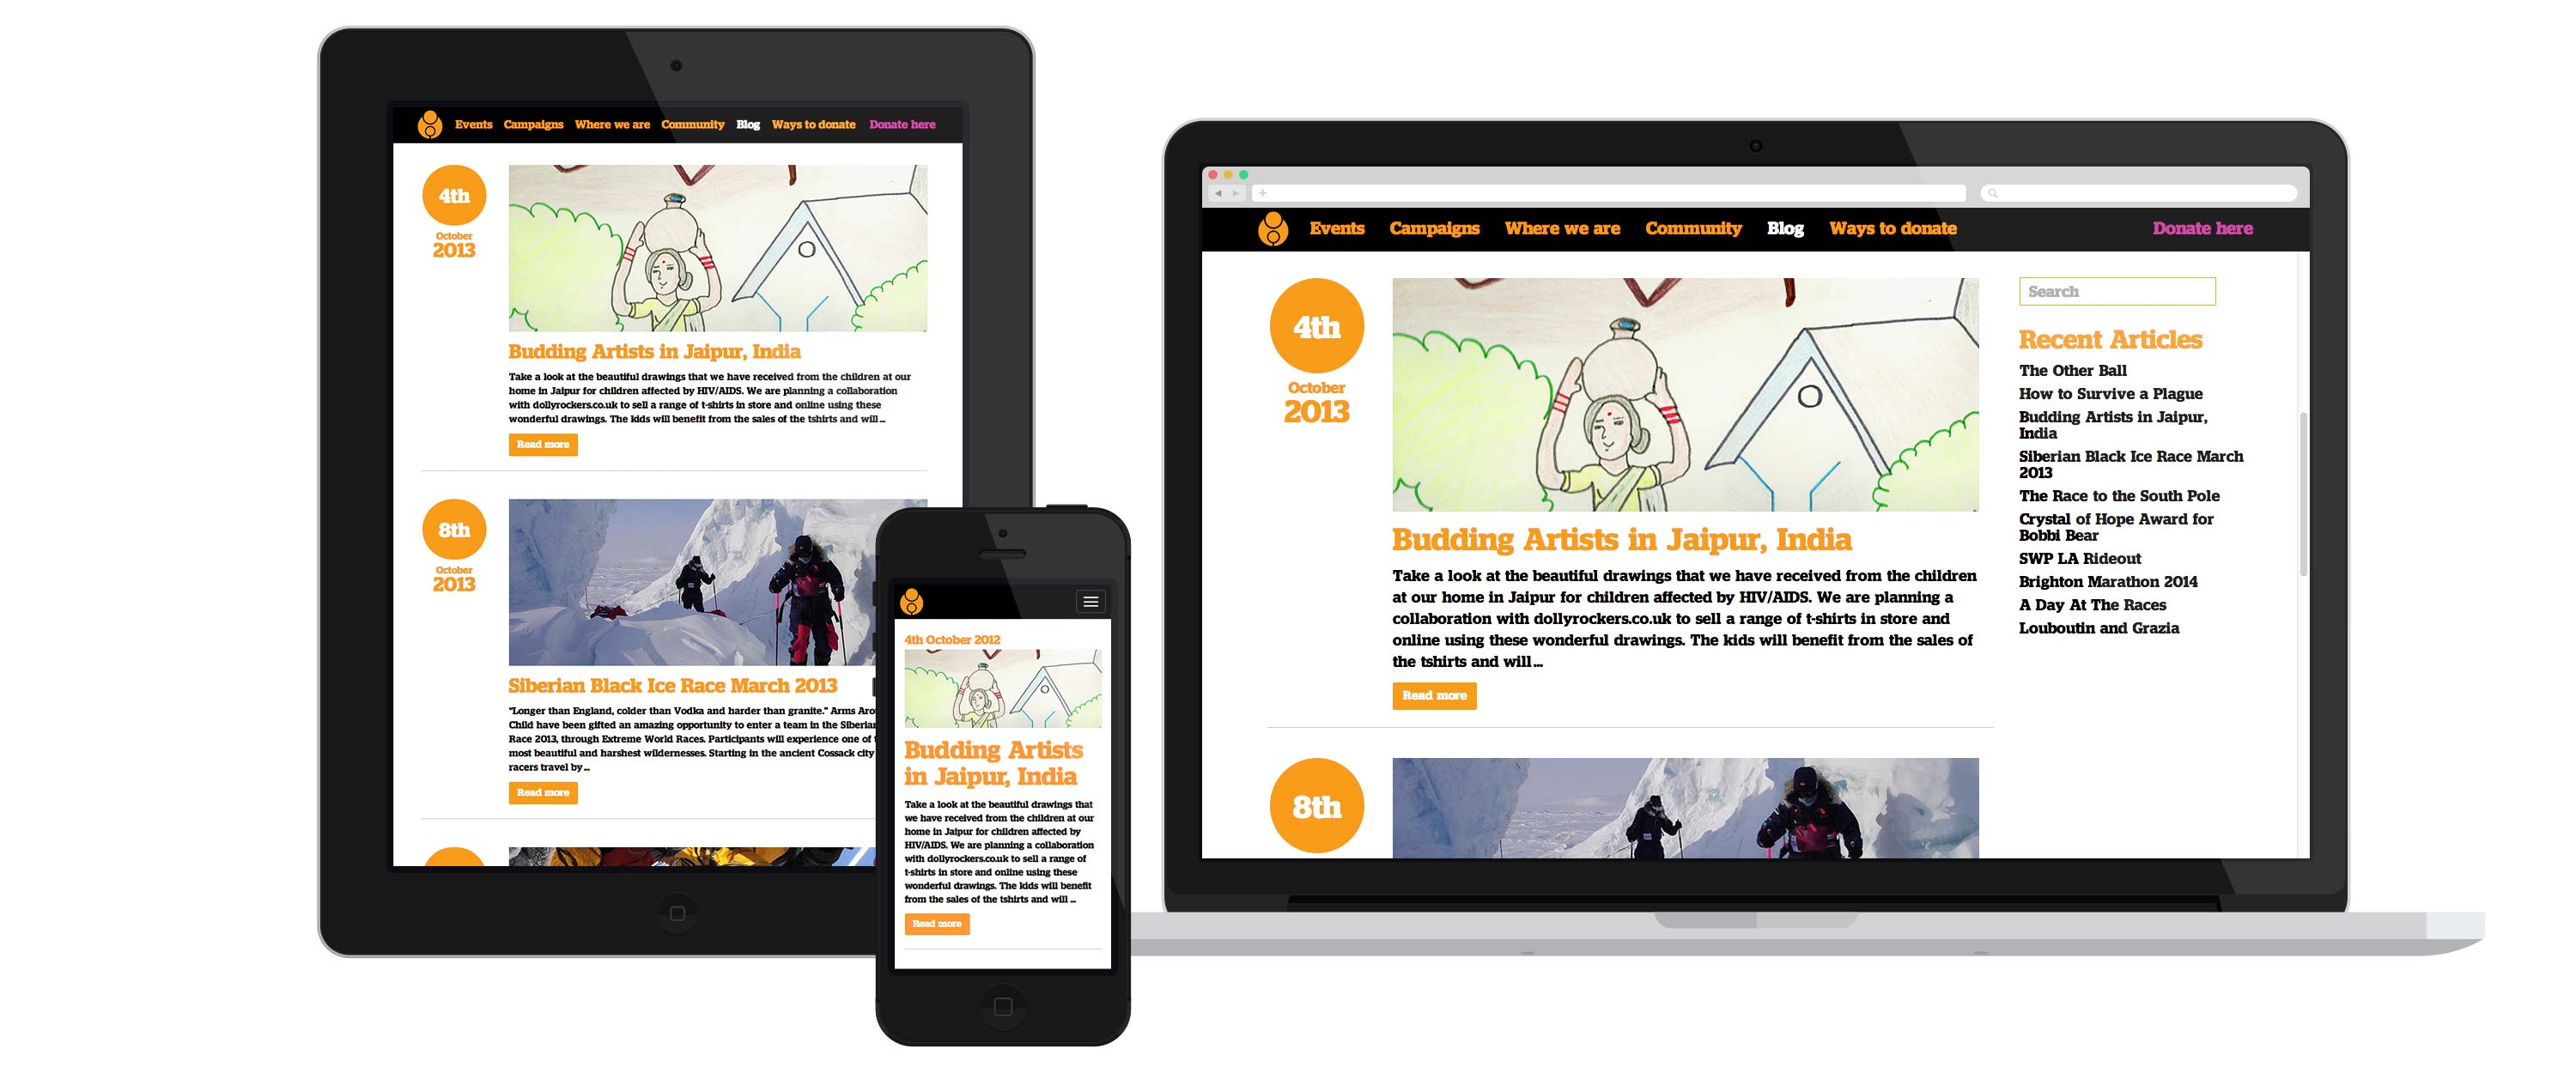 Events Campaigns Where we are Community Blog Ways to donate Donate here
4th
October
2013
Budding Artists in Jaipur, India
Take a look at the beautiful drawings that we have received from the children at our
home in Jaipur for children affected by HIV/AIDS. We are planning a collaboration
with dollyrockers.co.uk to sell a range of t-shirts in store and online using these
wonderful drawings. The kids will benefit from the sales of the tshirts and will ...
Read more
8th
October
2013
Siberian Black Ice Race March 2013
"Longer than England, colder than Vodka and harder than granite." Arms
Child have been gifted an amazing opportunity to enter a team in the Siberian
Race 2013, through Extreme World Races. Participants will experience one of
most beautiful and harshest wildernesses. Starting in the ancient Cossack city
racers travel by ...
Read more
4th October 2012
Budding Artists
in Jaipur, India
Take a look at the beautiful drawings that
we have received from the children at our
home in Jaipur for children affected by
HIV/AIDS. We are planning a collaboration
with dollyrockers.co.uk to sell a range of
t-shirts in store and online using these
wonderful drawings. The kids will benefit
from the sales of the tshirts and will ...
Read more
Events Campaigns Where we are Community Blog Ways to donate Donate here
4th
October
2013
Budding Artists in Jaipur, India
Take a look at the beautiful drawings that we have received from the children
at our home in Jaipur for children affected by HIV/AIDS. We are planning a
collaboration with dollyrockers.co.uk to sell a range of t-shirts in store and
online using these wonderful drawings. The kids will benefit from the sales of
the tshirts and will ...
Read more
8th
Search
Recent Articles
The Other Ball
How to Survive a Plague
Budding Artists in Jaipur,
India
Siberian Black Ice Race March
2013
The Race to the South Pole
Crystal of Hope Award for
Bobbi Bear
SWP LA Rideout
Brighton Marathon 2014
A Day At The Races
Louboutin and Grazia